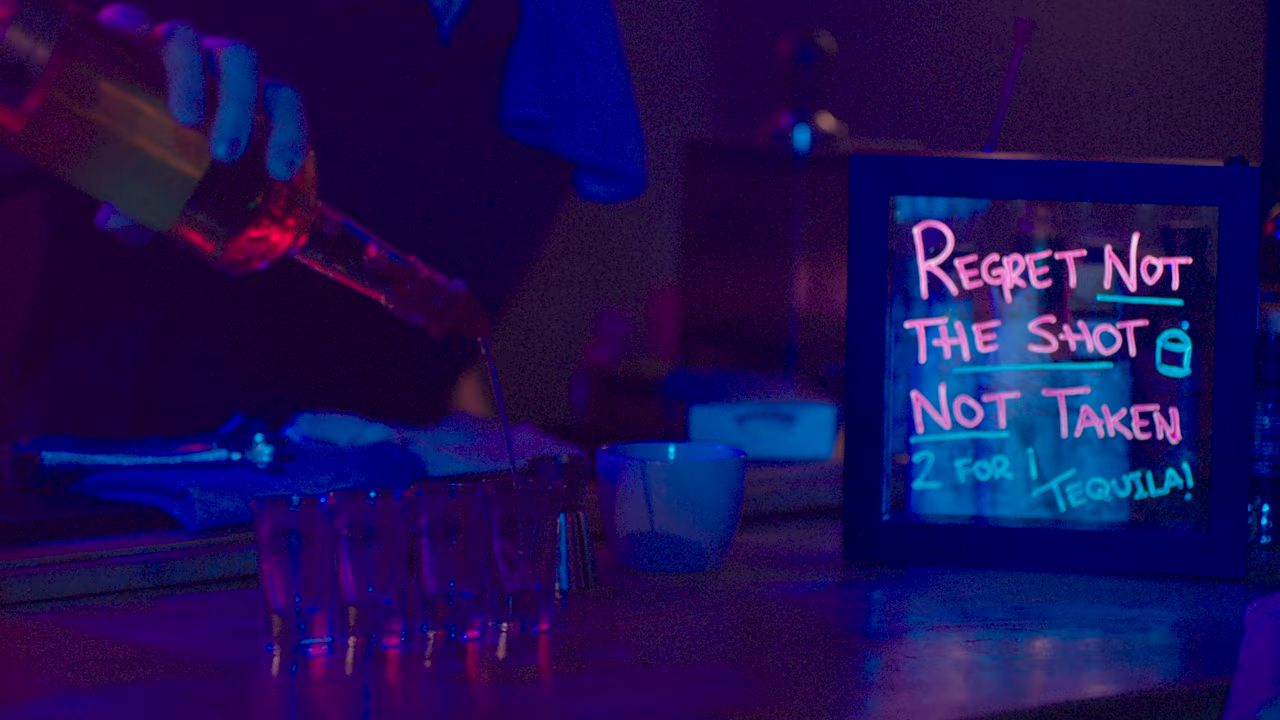 REGRET NOT
THE SHOT
NOT TAKEN
2 FOR 1
TEQUILA!